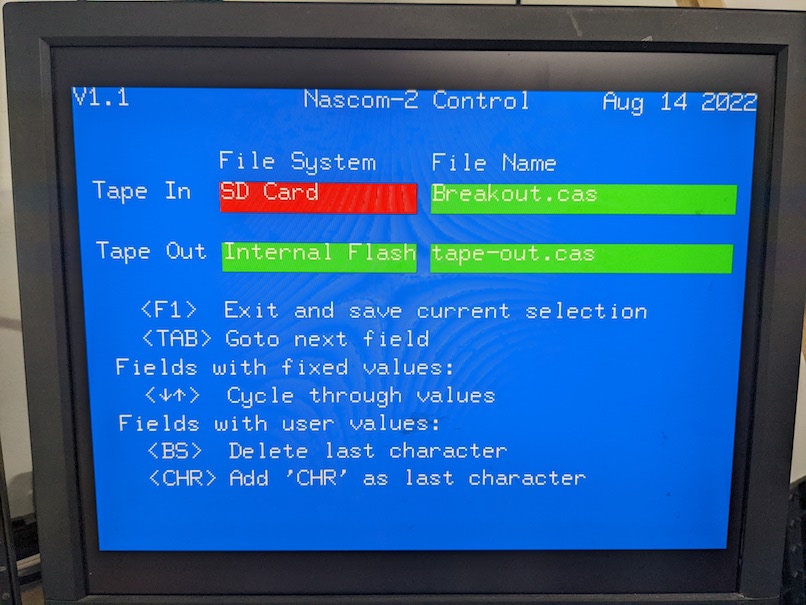 V1.1 Nascom-2 Control Aug 14 2022
File System File Name
Tape In SD Card Breakout.cas
Tape Out Internal Flash tape-out.cas
<F1> Exit and save current selection
<TAB> Goto next field
Fields with fixed values:
<↓↑> Cycle through values
Fields with user values:
<BS> Delete last character
<CHR> Add 'CHR' as last character